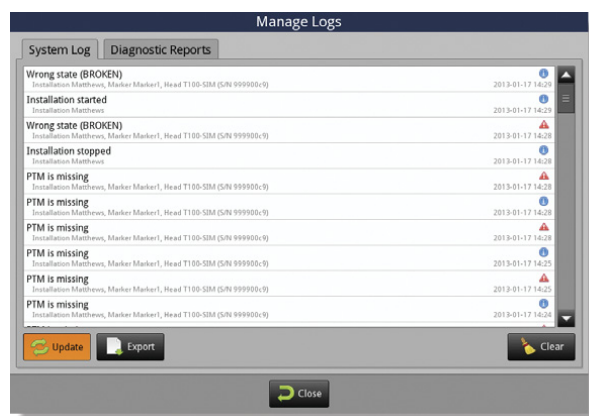 Manage Logs
System Log
Diagnostic Reports
Wrong state (BROKEN)
Installation Matthews, Marker Marker1, Head T100-SIM (S/N 999900c9)
2013-01-17 14:29
Installation started
Installation Matthews
2013-01-17 14:29
Wrong state (BROKEN)
Installation Matthews, Marker Marker1, Head T100-SIM (S/N 999900c9)
2013-01-17 14:28
Installation stopped
Installation Matthews
2013-01-17 14:28
PTM is missing
Installation Matthews, Marker Marker1, Head T100-SIM (S/N 999900c9)
2013-01-17 14:28
PTM is missing
Installation Matthews, Marker Marker1, Head T100-SIM (S/N 999900c9)
2013-01-17 14:28
PTM is missing
Installation Matthews, Marker Marker1, Head T100-SIM (S/N 999900c9)
2013-01-17 14:28
PTM is missing
Installation Matthews, Marker Marker1, Head T100-SIM (S/N 999900c9)
2013-01-17 14:25
PTM is missing
Installation Matthews, Marker Marker1, Head T100-SIM (S/N 999900c9)
2013-01-17 14:25
PTM is missing
Installation Matthews, Marker Marker1, Head T100-SIM (S/N 999900c9)
2013-01-17 14:24
Update
Export
Clear
Close